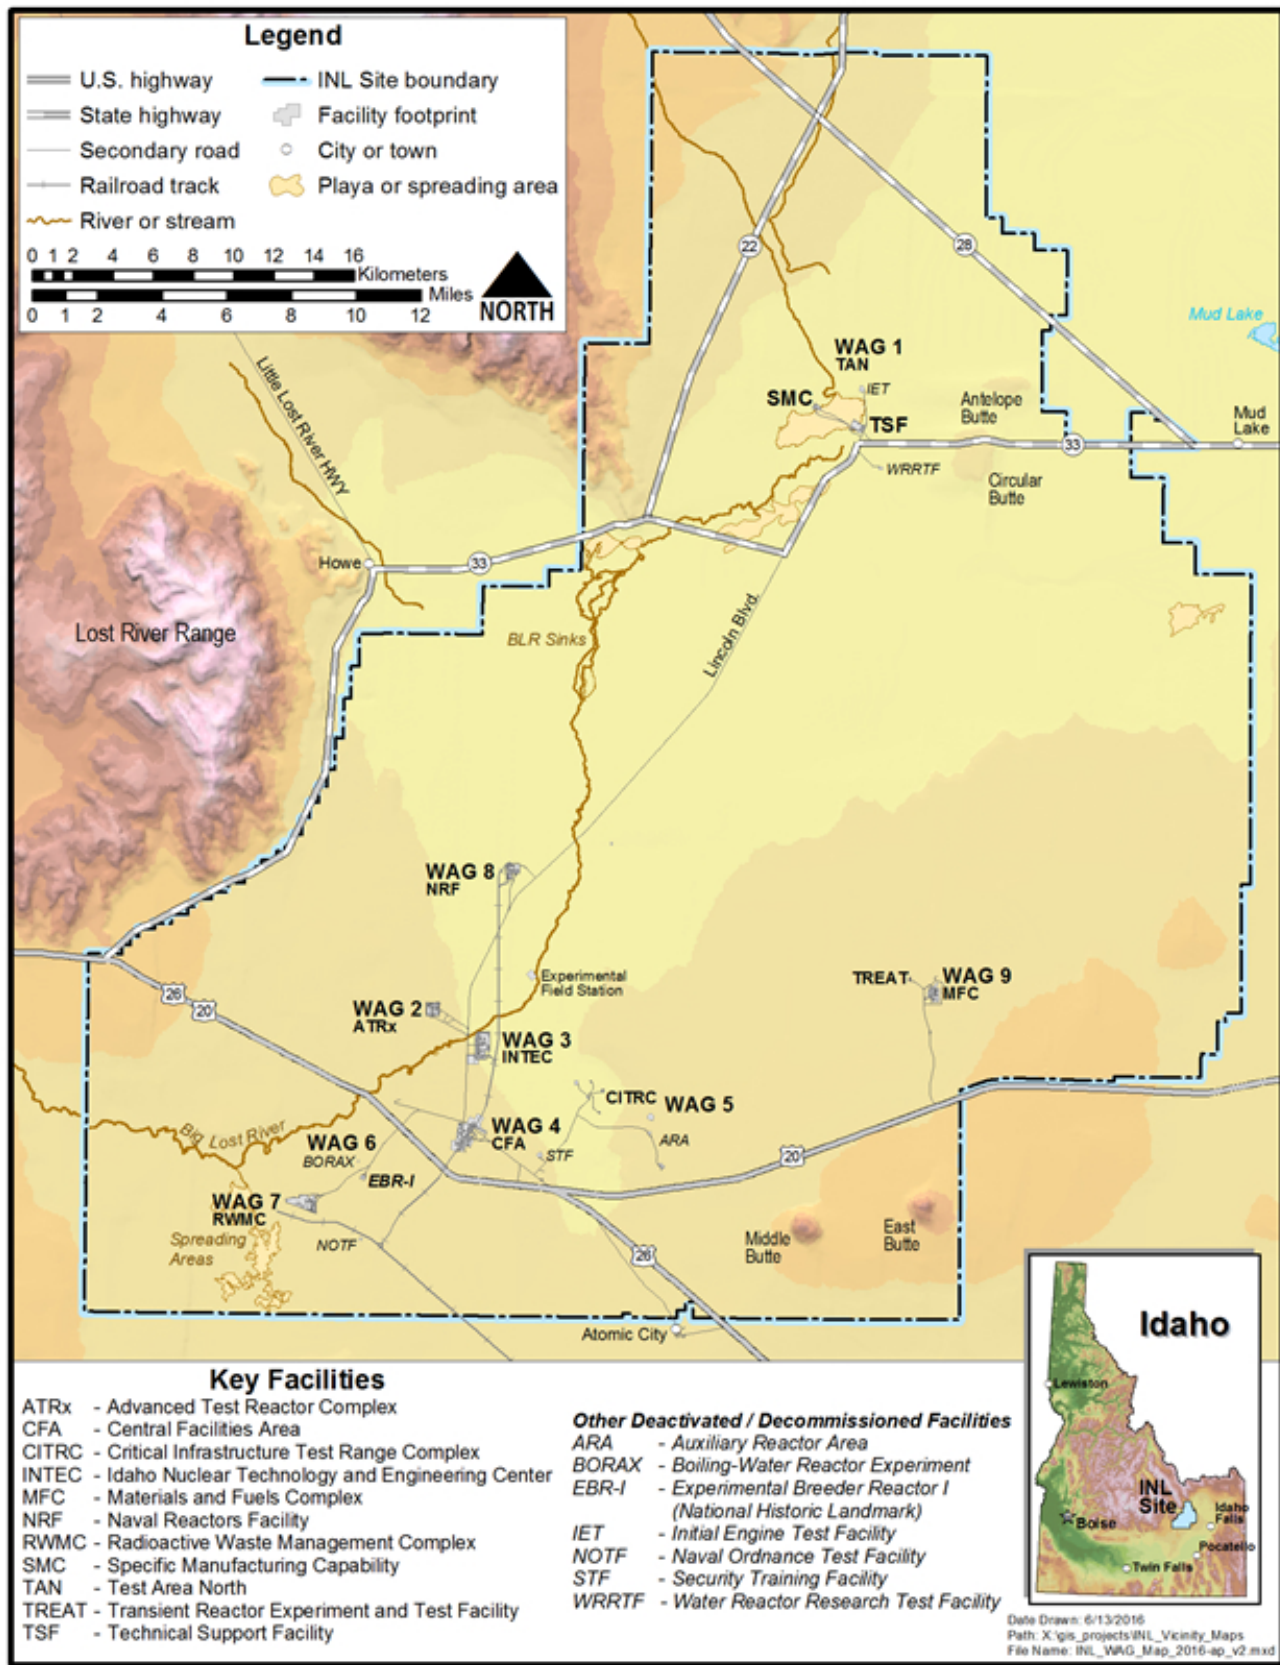 Legend
U.S. highway
State highway
Secondary road
Railroad track
River or stream
INL Site boundary
Facility footprint
City or town
Playa or spreading area
0 1 2 4 6 8 10 12 14 16
Kilometers
Miles
0 1 2 4 6 8 10 12
NORTH
22
28
Mud Lake
WAG 1
TAN
IET
SMC
TSF
Antelope
Butte
Mud
Lake
33
WRRTF
Circular
Butte
Little Lost River HWY
Howe
33
Lost River Range
BLR Sinks
Lincoln Blvd.
WAG 8
NRF
Experimental
Field Station
TREAT
WAG 9
MFC
26
20
WAG 2
ATRx
WAG 3
INTEC
CITRC
WAG 5
Big Lost River
WAG 6
BORAX
WAG 4
CFA
STF
ARA
20
EBR-I
WAG 7
RWMC
Spreading
Areas
NOTF
26
Middle
Butte
East
Butte
Atomic City
Idaho
Lewiston
INL
Site
Boise
Idaho
Falls
Pocatello
Twin Falls
Key Facilities
ATRx - Advanced Test Reactor Complex
CFA - Central Facilities Area
CITRC - Critical Infrastructure Test Range Complex
INTEC - Idaho Nuclear Technology and Engineering Center
MFC - Materials and Fuels Complex
NRF - Naval Reactors Facility
RWMC - Radioactive Waste Management Complex
SMC - Specific Manufacturing Capability
TAN - Test Area North
TREAT - Transient Reactor Experiment and Test Facility
TSF - Technical Support Facility
Other Deactivated / Decommissioned Facilities
ARA - Auxiliary Reactor Area
BORAX - Boiling-Water Reactor Experiment
EBR-I - Experimental Breeder Reactor I
(National Historic Landmark)
IET - Initial Engine Test Facility
NOTF - Naval Ordnance Test Facility
STF - Security Training Facility
WRRTF - Water Reactor Research Test Facility
Date Drawn: 6/13/2016
Path: X:\gis_projects\INL_Vicinity_Maps
File Name: INL_WAG_Map_2016-ap_v2.mxd